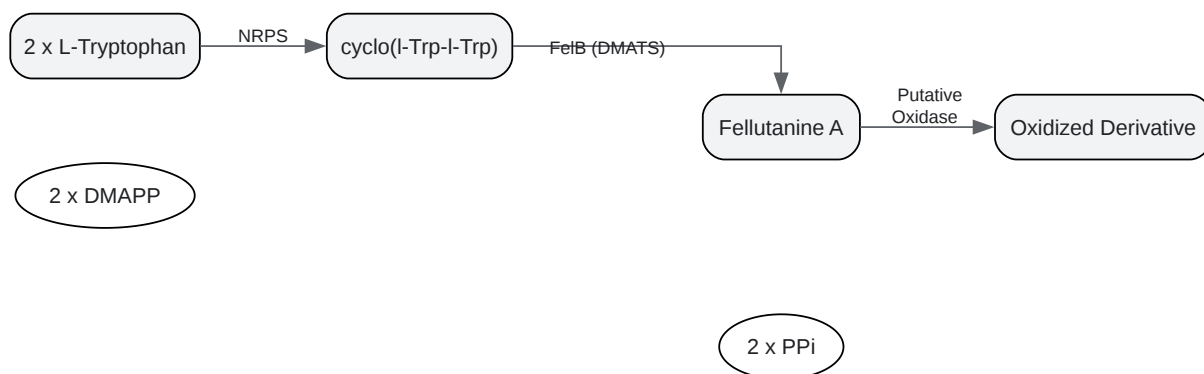 2 x L-Tryptophan
NRPS
cyclo(l-Trp-l-Trp)
FelB (DMATS)
Fellutanine A
Putative
Oxidase
Oxidized Derivative
2 x DMAPP
2 x PPi